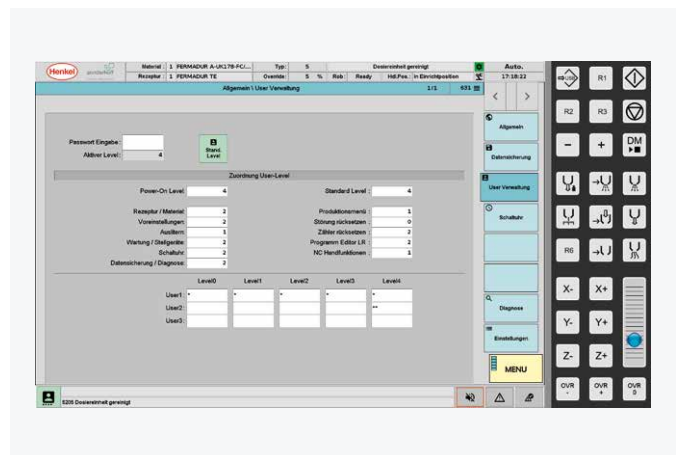 Henkel
Material : 1 PERMADUR A-UK178-PC/... Typ: 5 Dosiereinheit gereinigt Auto.
Rezeptur : 1 PERMADUR TE Override: 5 % Rob: Ready Hdl.Pos.: in Einrichtposition 17:18:22
Allgemein \ User Verwaltung 1/1 631
Passwort Eingabe:
Aktiver Level: 4
Stand.
Level
Zuordnung User-Level
Power-On Level: 4 Standard Level : 4
Rezeptur / Material: 2 Produktionsmenü : 1
Voreinstellungen: 2 Störung rücksetzen : 0
Auslitern: 1 Zähler rücksetzen : 2
Wartung / Stellgeräte: 2 Programm Editor LR : 2
Schaltuhr: 2 NC Handfunktionen : 1
Datensicherung / Diagnose: 2
Level0 Level1 Level2 Level3 Level4
User1: * * * * *
User2: **
User3:
< >
Allgemein
Datensicherung
User Verwaltung
Schaltuhr
Diagnose
Einstellungen
MENU
5205 Dosiereinheit gereinigt
R1
R2 R3
- + DM
R6
X- X+
Y- Y+
Z- Z+
OVR - OVR + OVR 0